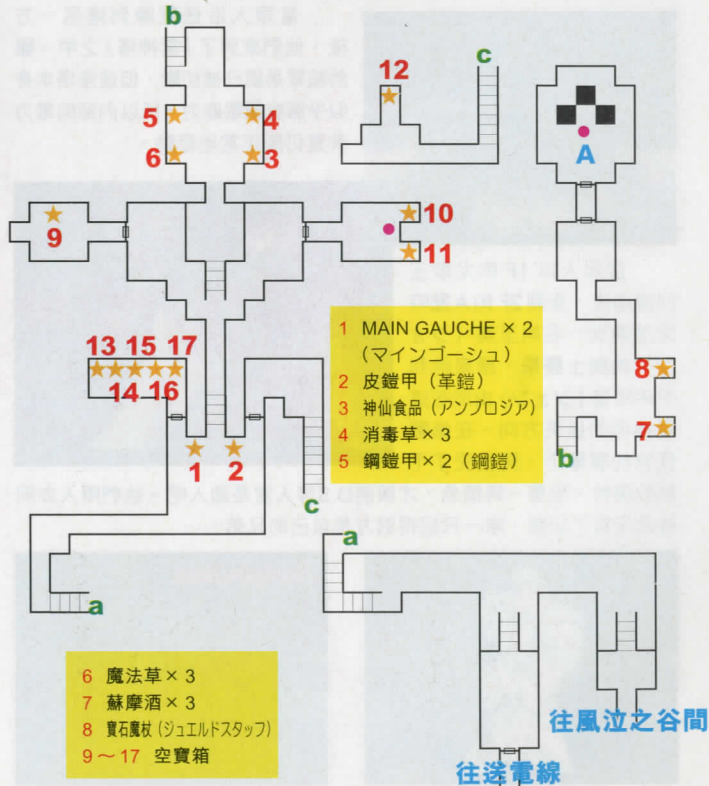 b
c
12
5
4
6
3
A
9
10
11
13 15 17
14 16
1 MAIN GAUCHE × 2
(マインゴーシュ)
2 皮鎧甲（革鎧）
3 神仙食品（アンプロシア）
4 消毒草× 3
5 鋼鎧甲× 2（鋼鎧）
8
7
1
2
b
c
a
a
6 魔法草× 3
7 蘇摩酒× 3
8 寶石魔杖（ジュエルドスタッフ）
9～17 空寶箱
往風泣之谷間
往送電線